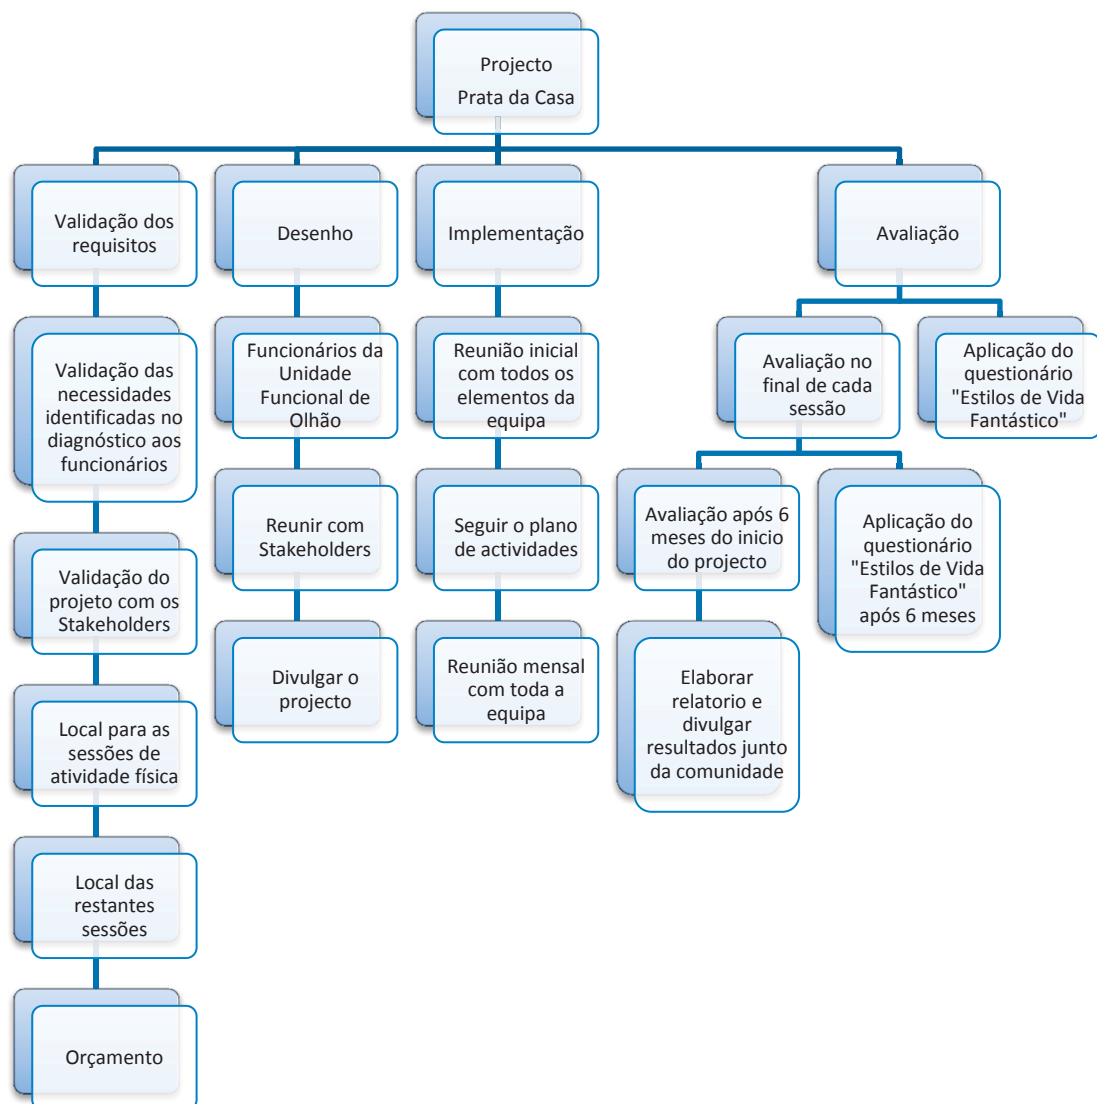 Projecto
Prata da Casa
Validação dos
requisitos
Desenho
Implementação
Avaliação
Validação das
necessidades
identificadas no
diagnóstico aos
funcionários
Funcionários da
Unidade
Funcional de
Olhão
Reunião inicial
com todos os
elementos da
equipa
Avaliação no
final de cada
sessão
Aplicação do
questionário
"Estilos de Vida
Fantástico"
Validação do
projeto com os
Stakeholders
Reunir com
Stakeholders
Seguir o plano
de actividades
Avaliação após 6
meses do inicio
do projecto
Aplicação do
questionário
"Estilos de Vida
Fantástico"
após 6 meses
Local para as
sessões de
atividade física
Divulgar o
projecto
Reunião mensal
com toda a
equipa
Elaborar
relatorio e
divulgar
resultados junto
da comunidade
Local das
restantes
sessões
Orçamento